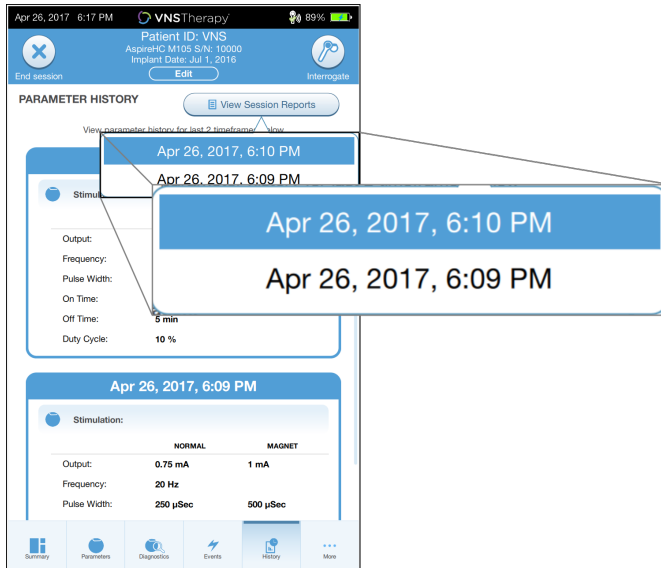 Apr 26, 2017 6:17 PM VNSTherapy 89%
Patient ID: VNS
AspireHC M105 S/N: 10000
Implant Date: Jul 1, 2016
End session Edit Interrogate
PARAMETER HISTORY
View Session Reports
View parameter history for last 2 timeframe
Apr 26, 2017, 6:10 PM
Apr 26, 2017, 6:09 PM
Apr 26, 2017, 6:10 PM
Apr 26, 2017, 6:09 PM
Output:
Frequency:
Pulse Width:
On Time:
Off Time: 5 min
Duty Cycle: 10 %
Apr 26, 2017, 6:09 PM
Stimulation:
NORMAL MAGNET
Output: 0.75 mA 1 mA
Frequency: 20 Hz
Pulse Width: 250 µSec 500 µSec
Summary Parameters Diagnostics Events History More